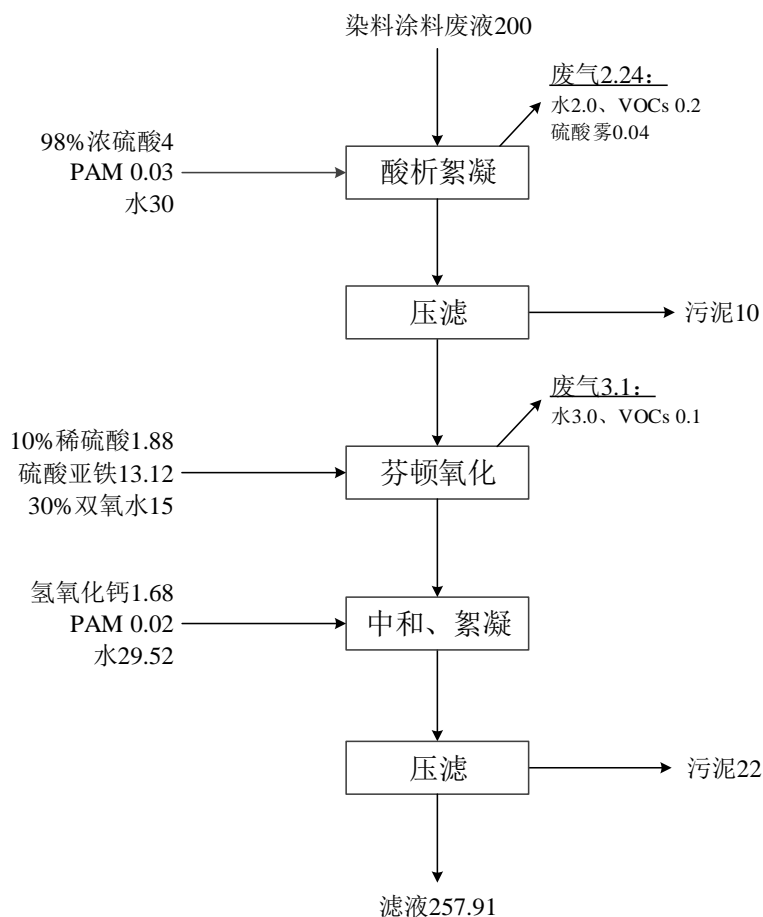 染料涂料废液200
废气2.24：
水2.0、VOCs 0.2
硫酸雾0.04
98%浓硫酸4
PAM 0.03
水30
酸析絮凝
压滤
污泥10
废气3.1：
水3.0、VOCs 0.1
10%稀硫酸1.88
硫酸亚铁13.12
30%双氧水15
芬顿氧化
氢氧化钙1.68
PAM 0.02
水29.52
中和、絮凝
压滤
污泥22
滤液257.91